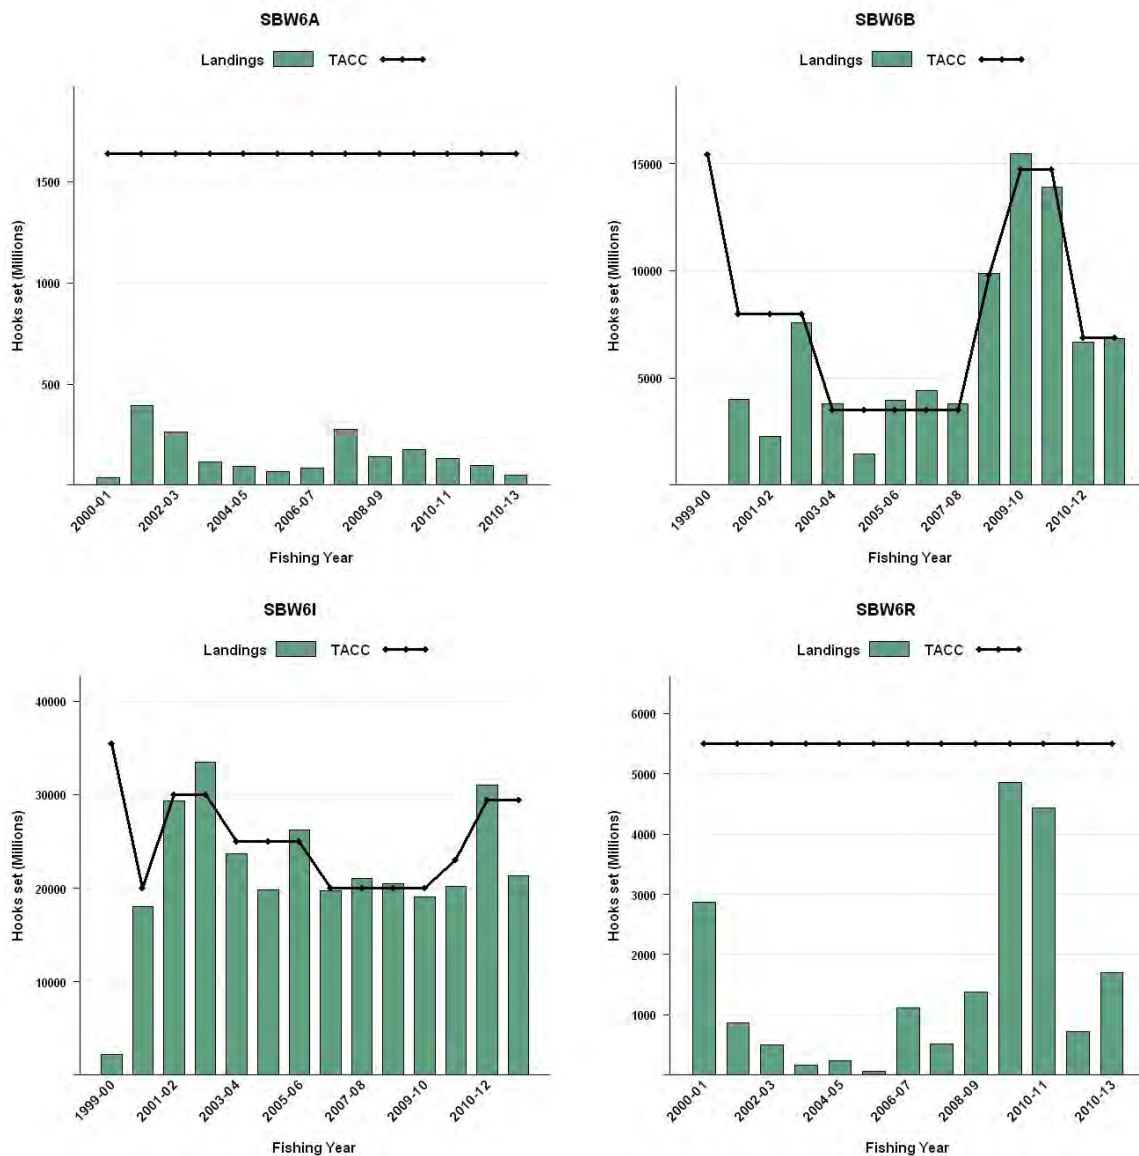 SBW6A
Landings TACC
Hooks set (Millions)
1500
1000
500
2000-01 2002-03 2004-05 2006-07 2008-09 2010-11 2010-13
Fishing Year
SBW6B
Landings TACC
Hooks set (Millions)
15000
10000
5000
1999-00 2001-02 2003-04 2005-06 2007-08 2009-10 2010-12
Fishing Year
SBW6I
Landings TACC
Hooks set (Millions)
40000
30000
20000
10000
1999-00 2001-02 2003-04 2005-06 2007-08 2009-10 2010-12
Fishing Year
SBW6R
Landings TACC
Hooks set (Millions)
6000
5000
4000
3000
2000
1000
2000-01 2002-03 2004-05 2006-07 2008-09 2010-11 2010-13
Fishing Year